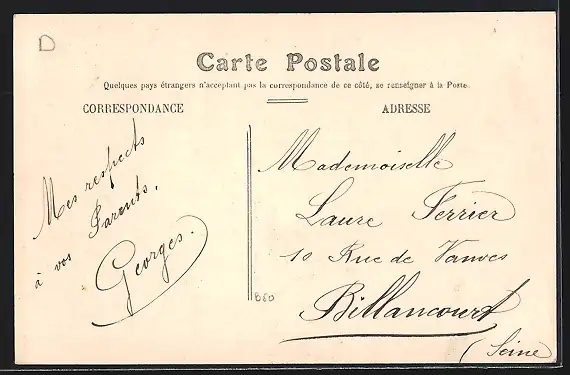 D
Carte Postale
Quelques pays étrangers n'acceptant pas la correspondance de ce côté, se renseigner à la Poste.
CORRESPONDANCE
Mes respects
à vos Parents.
Georges.
ADRESSE
Mademoiselle
Laure Ferrier
10 Rue de Vanves
Billancourt
(Seine
B80